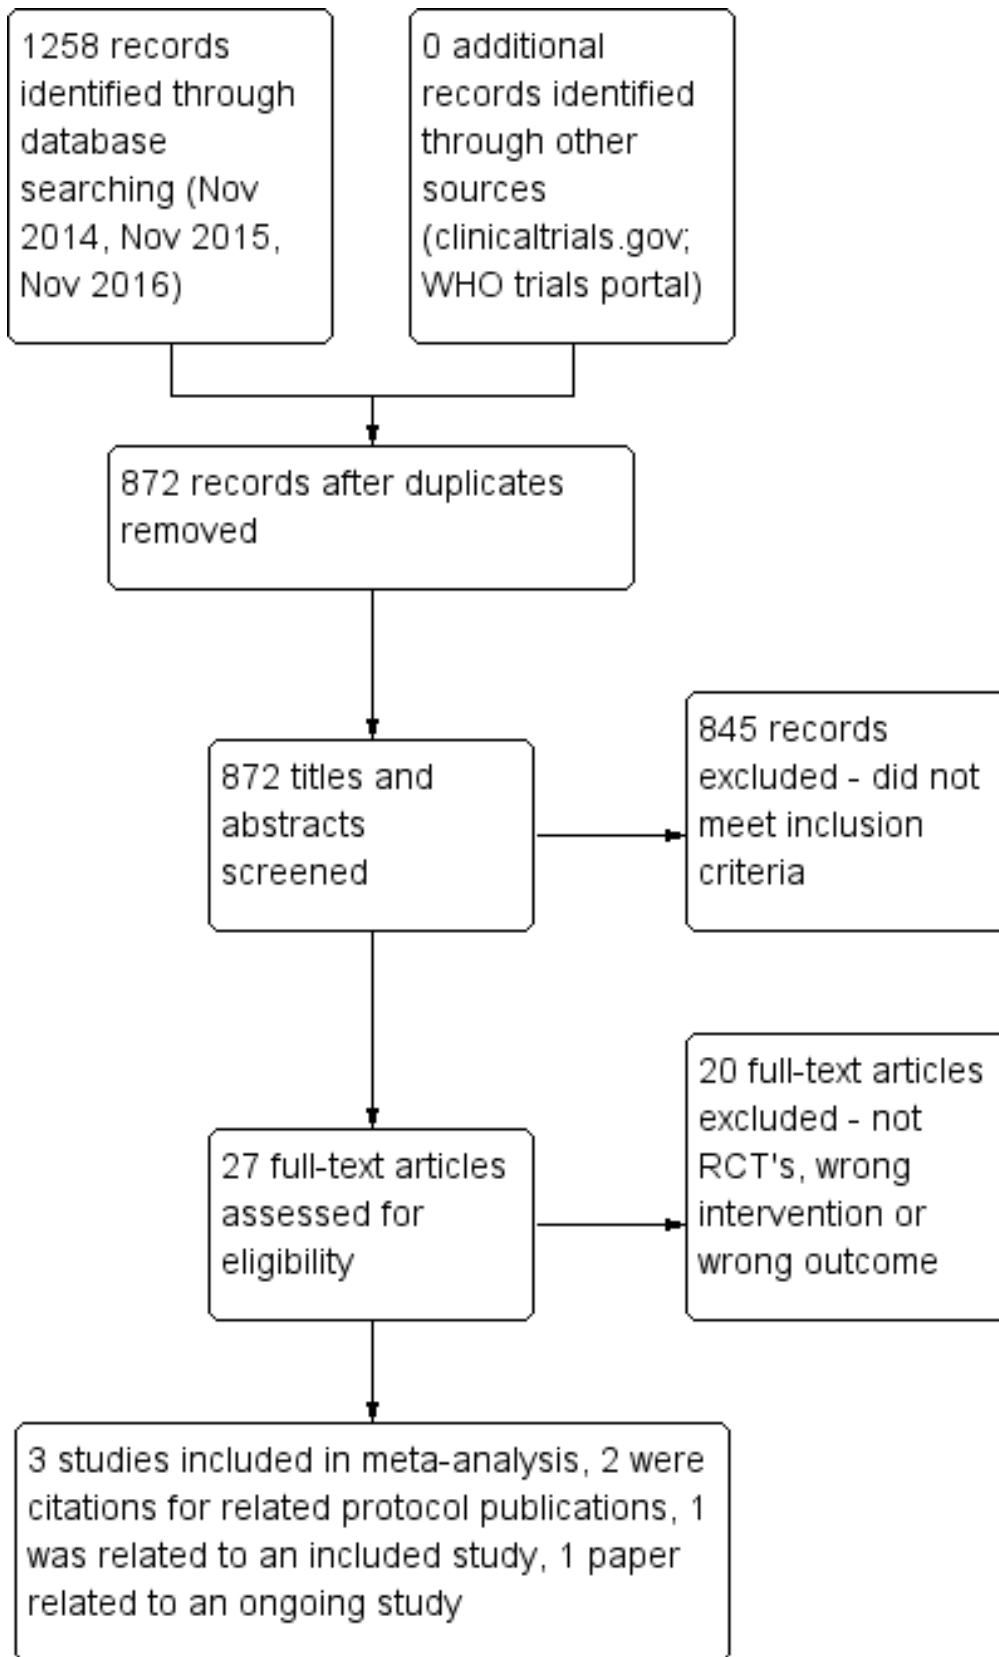 1258 records
identified through
database
searching (Nov
2014, Nov 2015,
Nov 2016)
0 additional
records identified
through other
sources
(clinicaltrials.gov;
WHO trials portal)
872 records after duplicates
removed
872 titles and
abstracts
screened
845 records
excluded - did not
meet inclusion
criteria
27 full-text articles
assessed for
eligibility
20 full-text articles
excluded - not
RCT's, wrong
intervention or
wrong outcome
3 studies included in meta-analysis, 2 were
citations for related protocol publications, 1
was related to an included study, 1 paper
related to an ongoing study